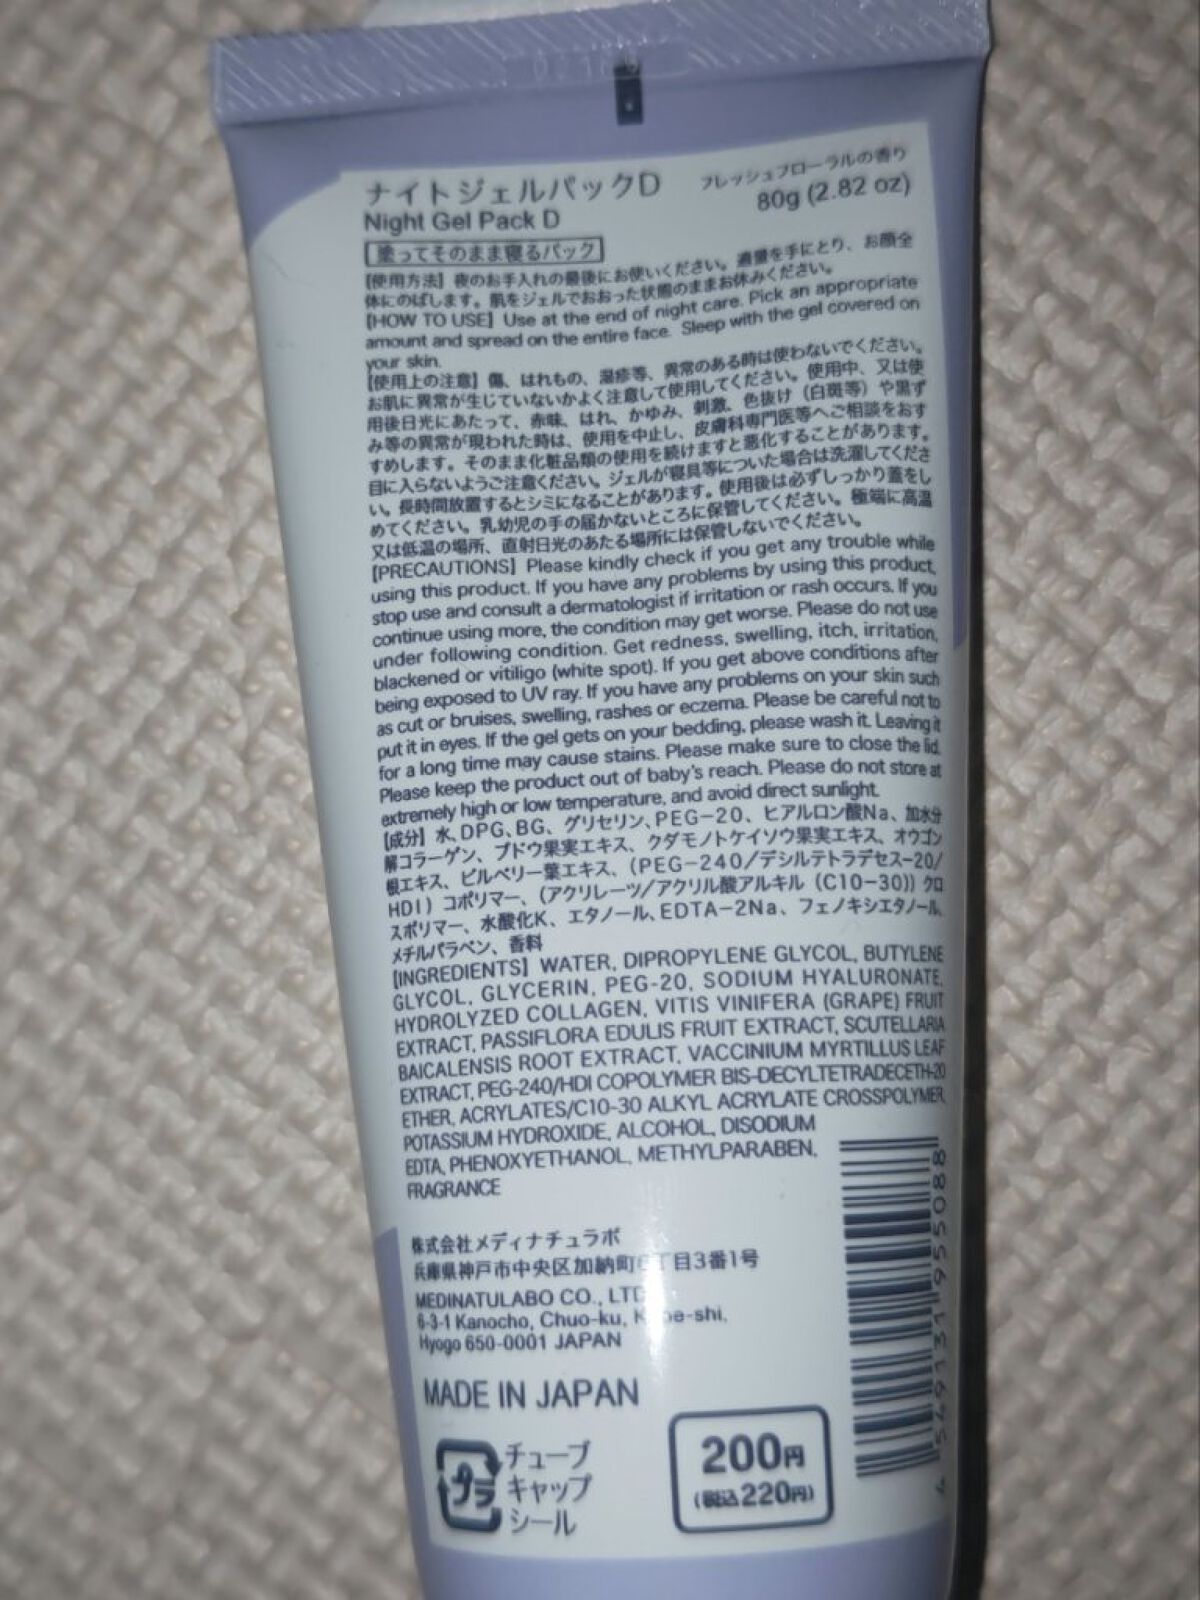 ナイトジェルパックD
フレッシュフローラルの香り
Night Gel Pack D
80g (2.82 oz)
塗ってそのまま寝るパック
【使用方法】夜のお手入れの最後にお使いください。適量を手にとり、お顔全
体にのばします。肌をジェルでおおった状態のままお休みください。
【HOW TO USE】Use at the end of night care. Pick an appropriate
amount and spread on the entire face. Sleep with the gel covered on
your skin.
【使用上の注意】傷、はれもの、湿疹等、異常のある時は使わないでください。
お肌に異常が生じていないかよく注意して使用してください。使用中、又は使
用後日光にあたって、赤味、はれ、かゆみ、刺激、色抜け（白斑等）や黒ず
み等の異常が現われた時は、使用を中止し、皮膚科専門医等へご相談をおす
すめします。そのまま化粧品類の使用を続けますと悪化することがあります。
目に入らないようご注意ください。ジェルが寝具等についた場合は洗濯してくださ
い。長時間放置するとシミになることがあります。使用後は必ずしっかり蓋をし
めてください。乳幼児の手の届かないところに保管してください。極端に高温
又は低温の場所、直射日光のあたる場所には保管しないでください。
【PRECAUTIONS】Please kindly check if you get any trouble while
using this product. If you have any problems by using this product,
stop use and consult a dermatologist if irritation or rash occurs. If you
continue using more, the condition may get worse. Please do not use
under following condition. Get redness, swelling, itch, irritation,
blackened or vitiligo (white spot). If you get above conditions after
being exposed to UV ray. If you have any problems on your skin such
as cut or bruises, swelling, rashes or eczema. Please be careful not to
put it in eyes. If the gel gets on your bedding, please wash it. Leaving it
for a long time may cause stains. Please make sure to close the lid.
Please keep the product out of baby's reach. Please do not store at
extremely high or low temperature, and avoid direct sunlight.
【成分】水、DPG、BG、グリセリン、PEG-20、ヒアルロン酸Na、加水分
解コラーゲン、ブドウ果実エキス、クダモノトケイソウ果実エキス、オウゴン
根エキス、ビルベリー葉エキス、（PEG-240/デシルテトラデセス-20/
HDI）コポリマー、（アクリレーツ/アクリル酸アルキル（C10-30））クロ
スポリマー、水酸化K、エタノール、EDTA-2Na、フェノキシエタノール、
メチルパラベン、香料
【INGREDIENTS】WATER, DIPROPYLENE GLYCOL, BUTYLENE
GLYCOL, GLYCERIN, PEG-20, SODIUM HYALURONATE,
HYDROLYZED COLLAGEN, VITIS VINIFERA (GRAPE) FRUIT
EXTRACT, PASSIFLORA EDULIS FRUIT EXTRACT, SCUTELLARIA
BAICALENSIS ROOT EXTRACT, VACCINIUM MYRTILLUS LEAF
EXTRACT, PEG-240/HDI COPOLYMER BIS-DECYLTETRADECETH-20
ETHER, ACRYLATES/C10-30 ALKYL ACRYLATE CROSSPOLYMER,
POTASSIUM HYDROXIDE, ALCOHOL, DISODIUM
EDTA, PHENOXYETHANOL, METHYLPARABEN,
FRAGRANCE
株式会社メディナチュラボ
兵庫県神戸市中央区加納町 丁目3番1号
MEDINATULABO CO., LTD
6-3-1 Kanocho, Chuo-ku,
Hyogo 650-0001 JAPAN
MADE IN JAPAN
プラ
チューブ
キャップ
シール
200円
(税込220円)
4 549131 955088